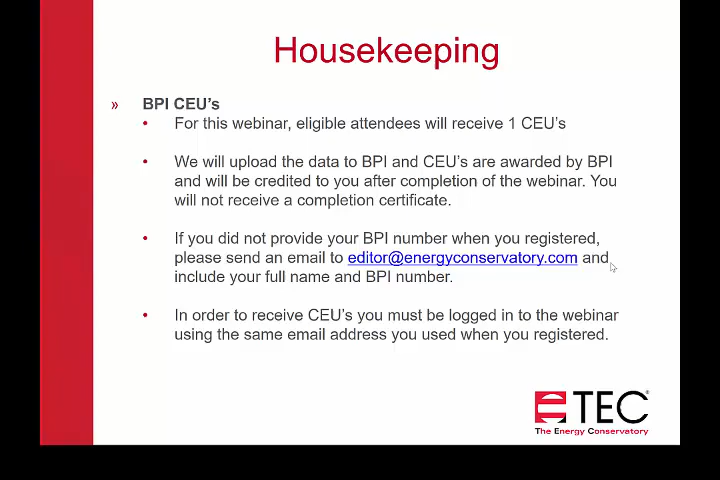 Housekeeping
» BPI CEU's
• For this webinar, eligible attendees will receive 1 CEU's
• We will upload the data to BPI and CEU's are awarded by BPI
and will be credited to you after completion of the webinar. You
will not receive a completion certificate.
• If you did not provide your BPI number when you registered,
please send an email to editor@energyconservatory.com and
include your full name and BPI number.
• In order to receive CEU's you must be logged in to the webinar
using the same email address you used when you registered.
TEC®
The Energy Conservatory